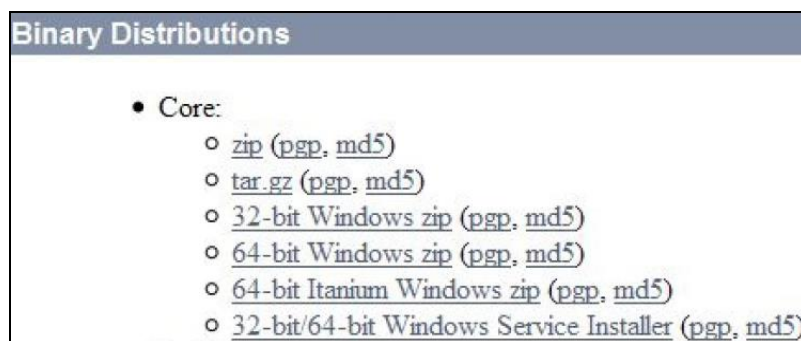 Binary Distributions
Core:
zip (pgp, md5)
tar.gz (pgp, md5)
32-bit Windows zip (pgp, md5)
64-bit Windows zip (pgp, md5)
64-bit Itanium Windows zip (pgp, md5)
32-bit/64-bit Windows Service Installer (pgp, md5)